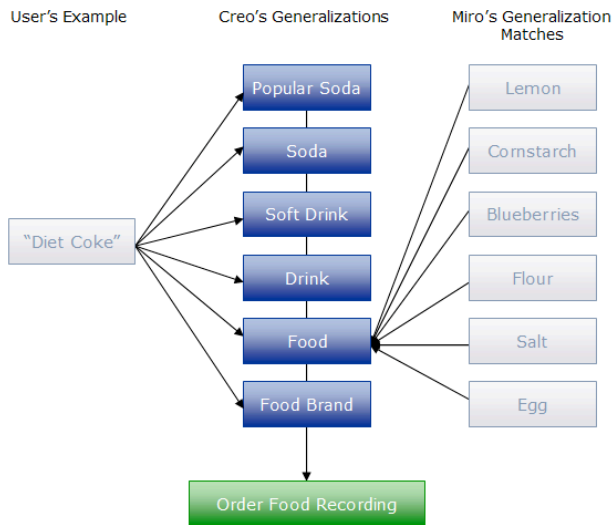 User's Example
Creo's Generalizations
Miro's Generalization
Matches
Popular Soda
Lemon
Soda
Cornstarch
Soft Drink
Blueberries
"Diet Coke"
Drink
Flour
Food
Salt
Food Brand
Egg
Order Food Recording